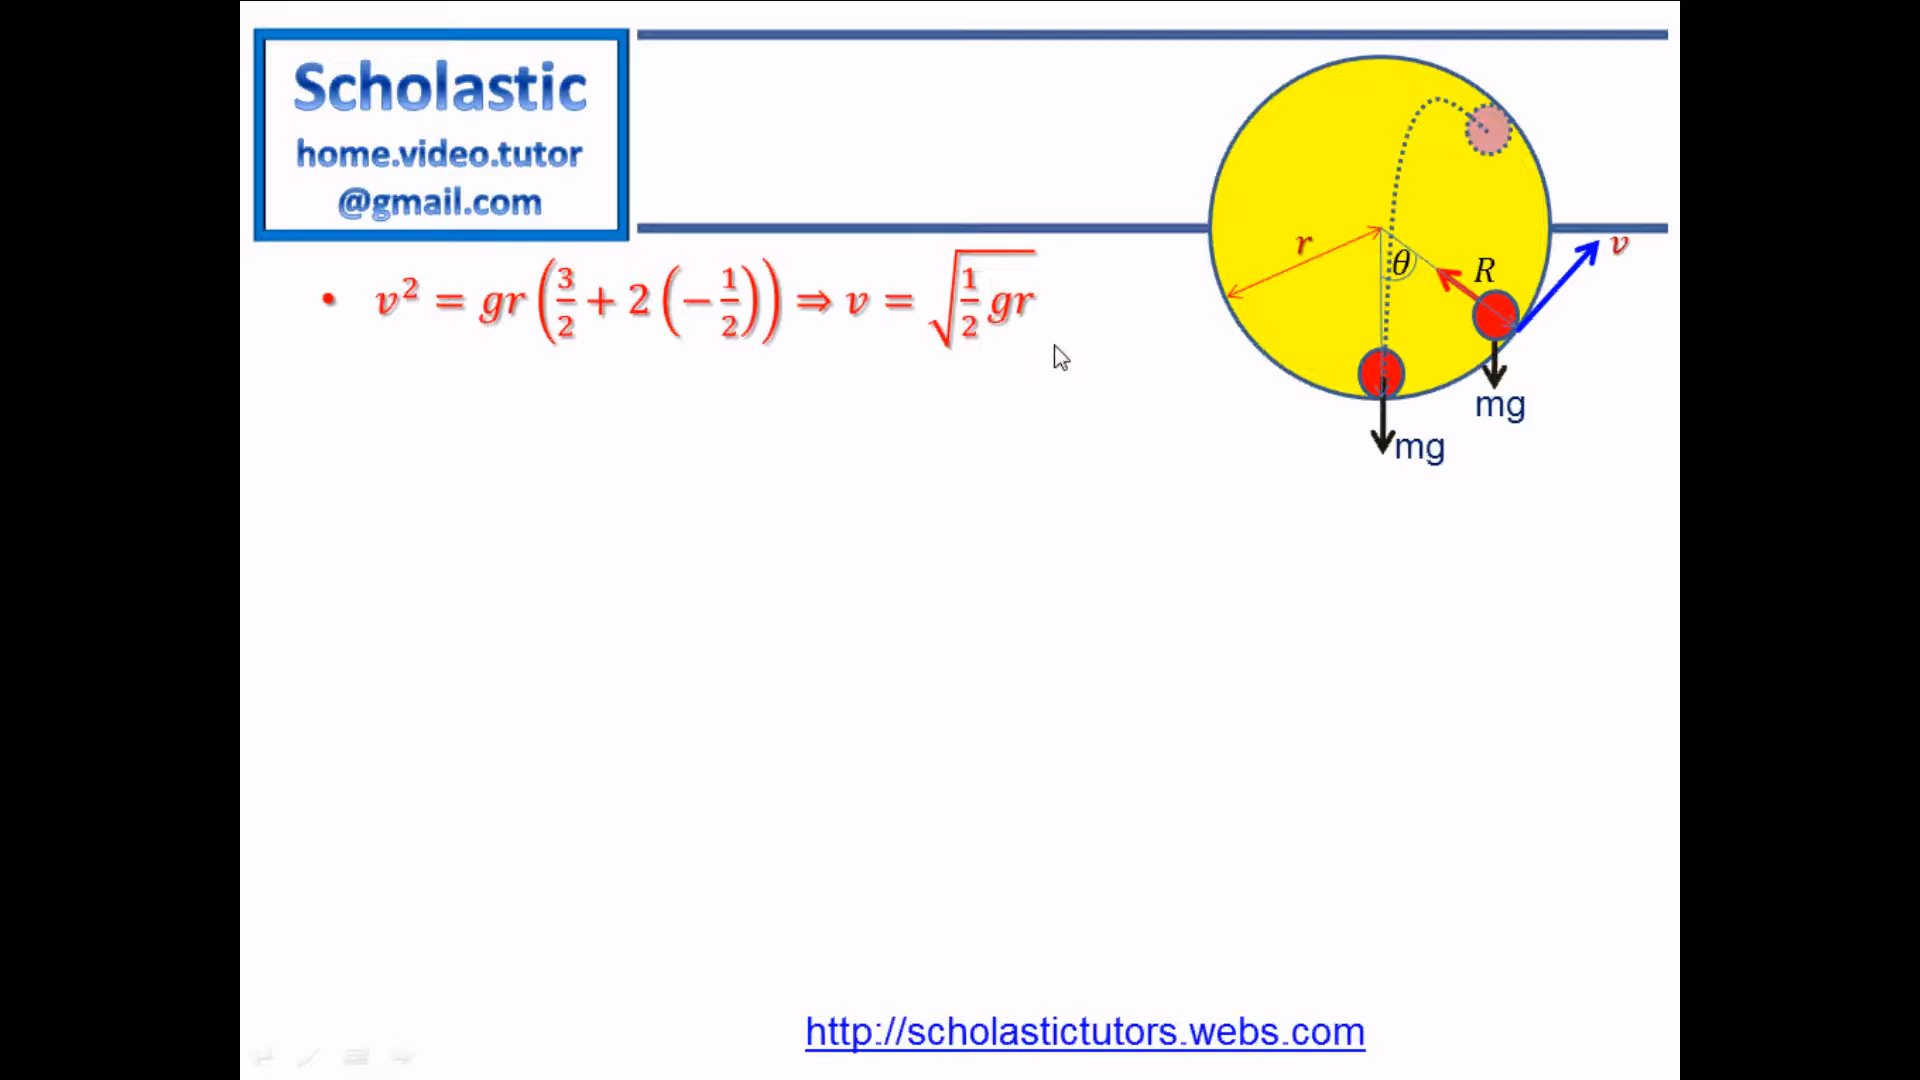 Scholastic
home.video.tutor
@gmail.com
• v² = gr(3/2 + 2(−1/2)) ⇒ v = √(1/2 gr)
r
θ
R
v
mg
mg
http://scholastictutors.webs.com